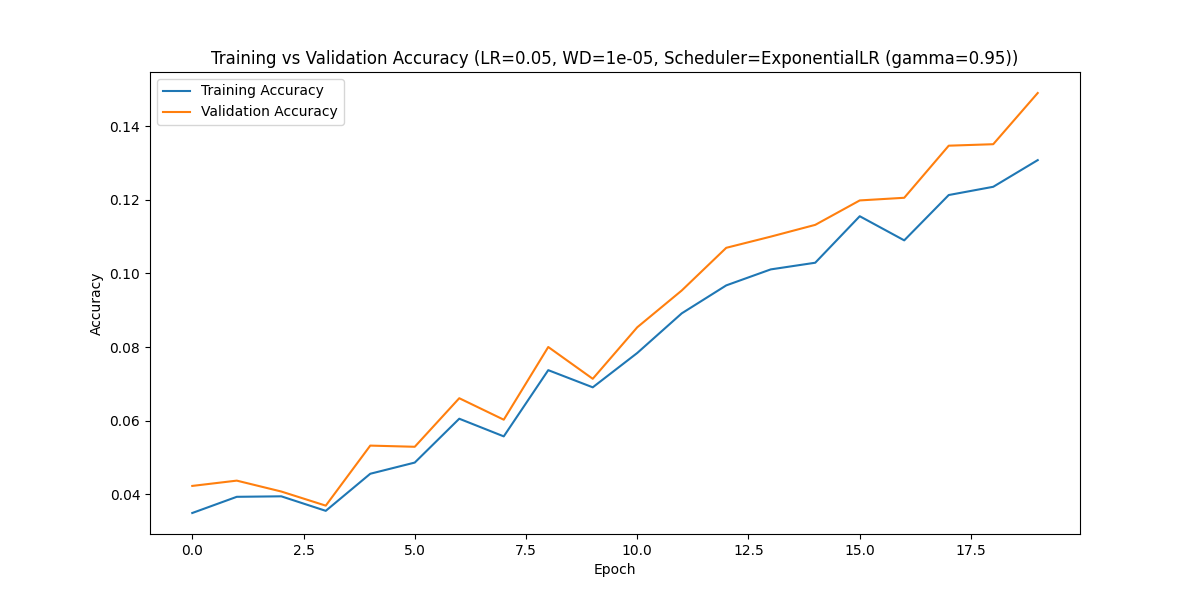 Training vs Validation Accuracy (LR=0.05, WD=1e-05, Scheduler=ExponentialLR (gamma=0.95))
Training Accuracy
Validation Accuracy
0.14
0.12
0.10
0.08
0.06
0.04
Accuracy
0.0 2.5 5.0 7.5 10.0 12.5 15.0 17.5
Epoch